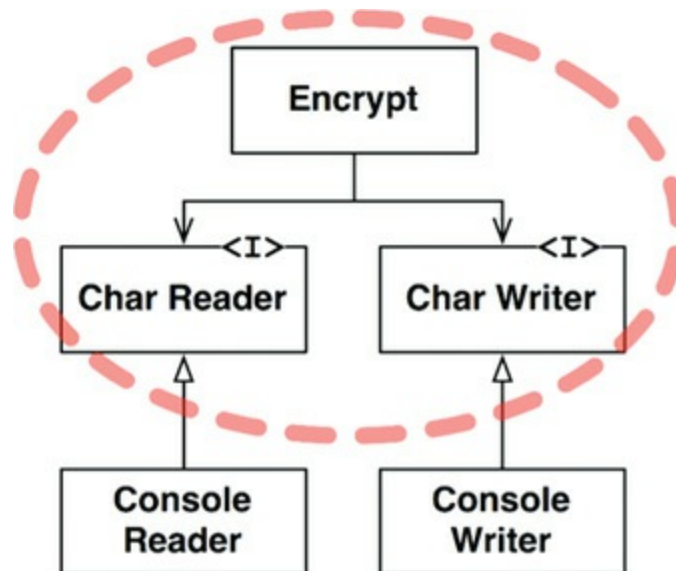 Encrypt
<I> <I>
Char Reader Char Writer
Console Console
Reader Writer